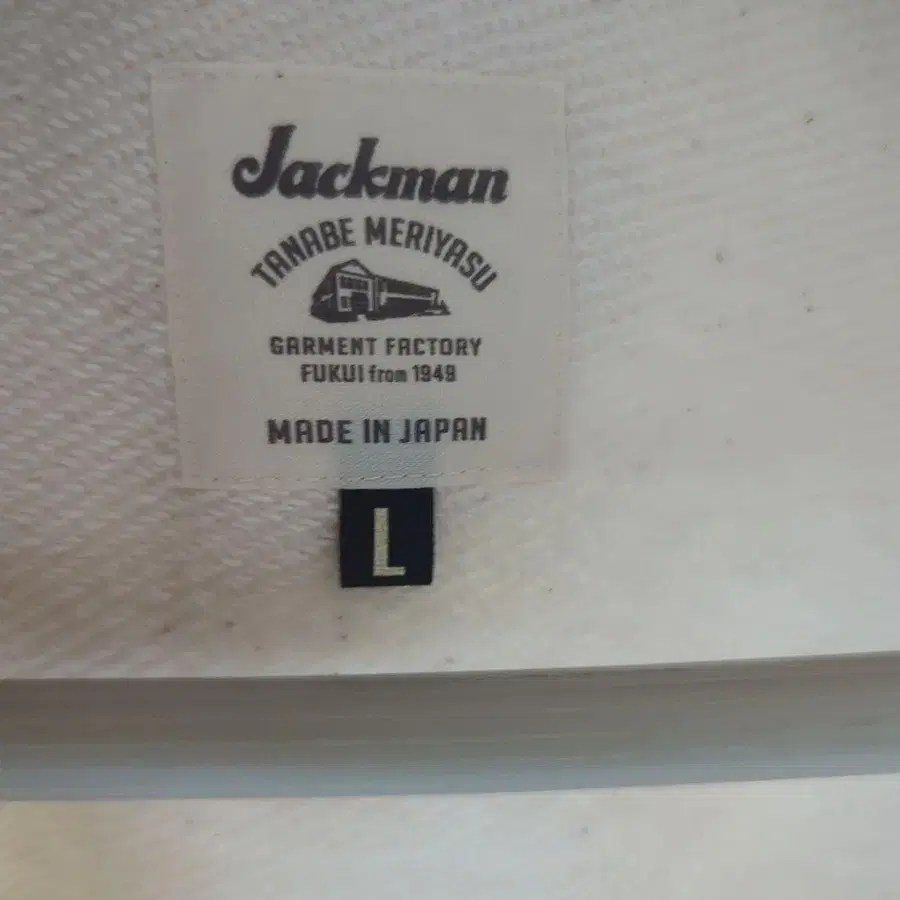 Jackman
TANABE MERIYASU
GARMENT FACTORY
FUKUI from 1949
MADE IN JAPAN
L